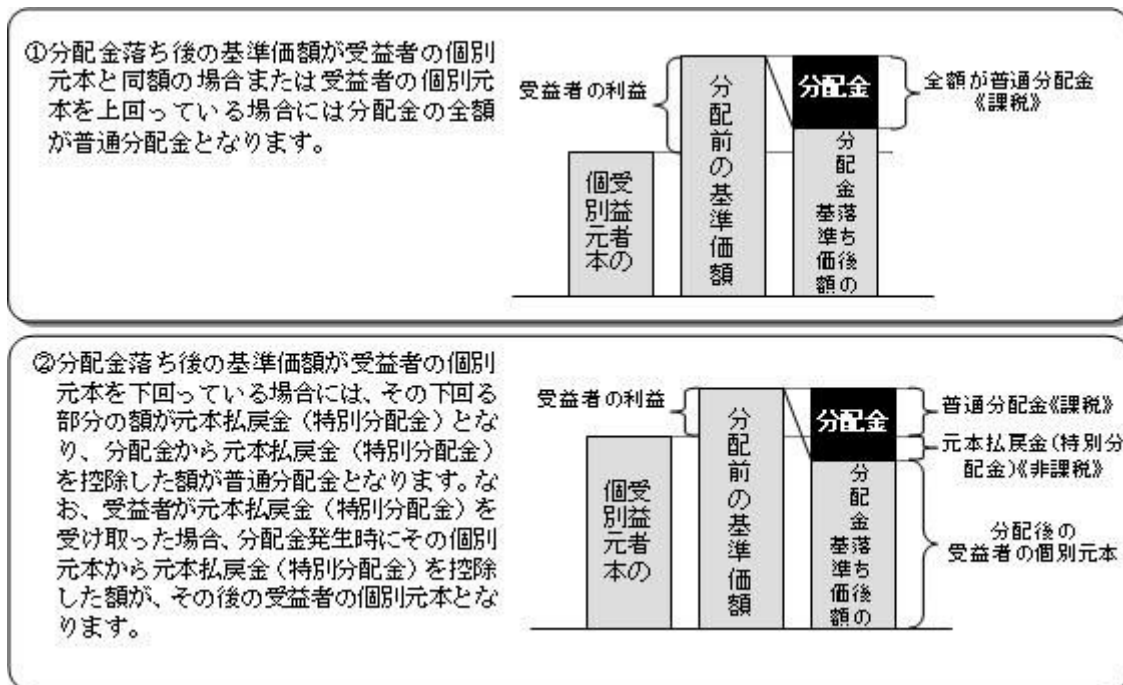 ①分配金落ち後の基準価額が受益者の個別
元本と同額の場合または受益者の個別元
本を上回っている場合には分配金の全額
が普通分配金となります。
受益者の利益
受益者の
個別元本
分配前の基準価額
分配金
分配金落ち後の
基準価額
全額が普通分配金
《課税》
②分配金落ち後の基準価額が受益者の個別
元本を下回っている場合には、その下回る
部分の額が元本払戻金（特別分配金）とな
り、分配金から元本払戻金（特別分配金）
を控除した額が普通分配金となります。な
お、受益者が元本払戻金（特別分配金）を
受け取った場合、分配金発生時にその個別
元本から元本払戻金（特別分配金）を控除
した額が、その後の受益者の個別元本とな
ります。
受益者の利益
受益者の
個別元本
分配前の基準価額
分配金
分配金落ち後の
基準価額
普通分配金《課税》
元本払戻金(特別分
配金)《非課税》
分配後の
受益者の個別元本